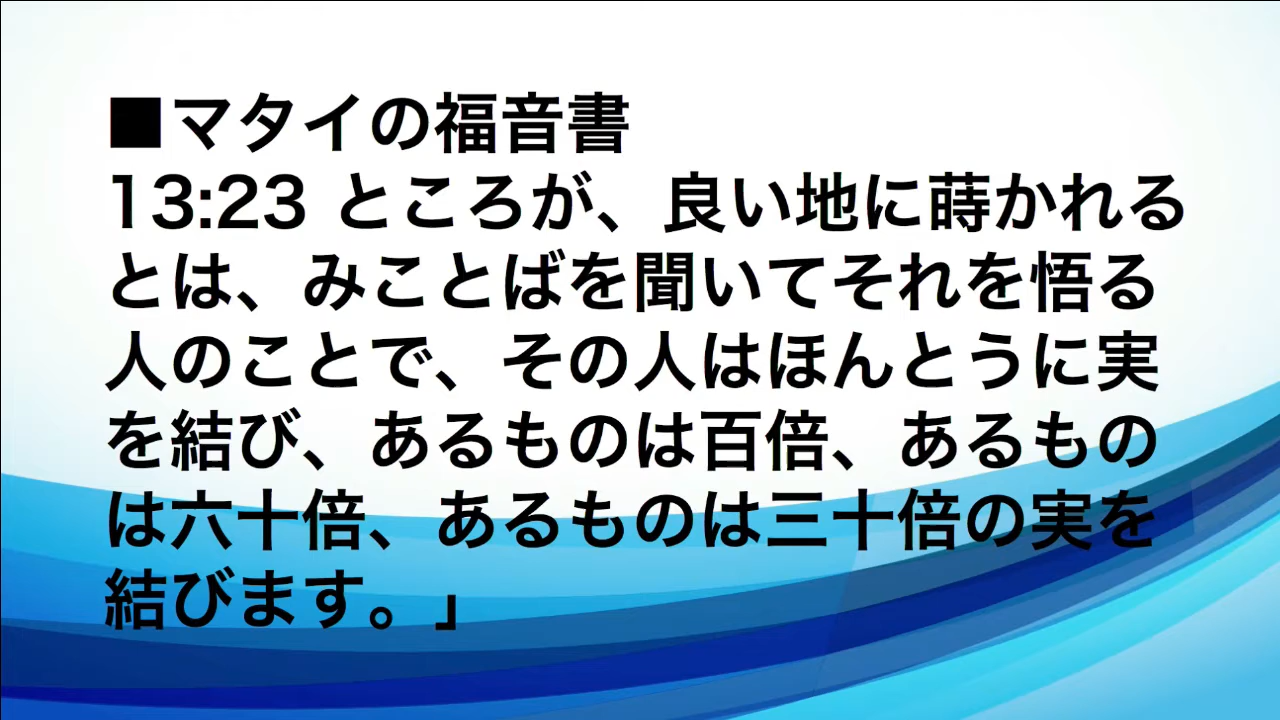 ■マタイの福音書
13:23 ところが、良い地に蒔かれる
とは、みことばを聞いてそれを悟る
人のことで、その人はほんとうに実
を結び、あるものは百倍、あるもの
は六十倍、あるものは三十倍の実を
結びます。」